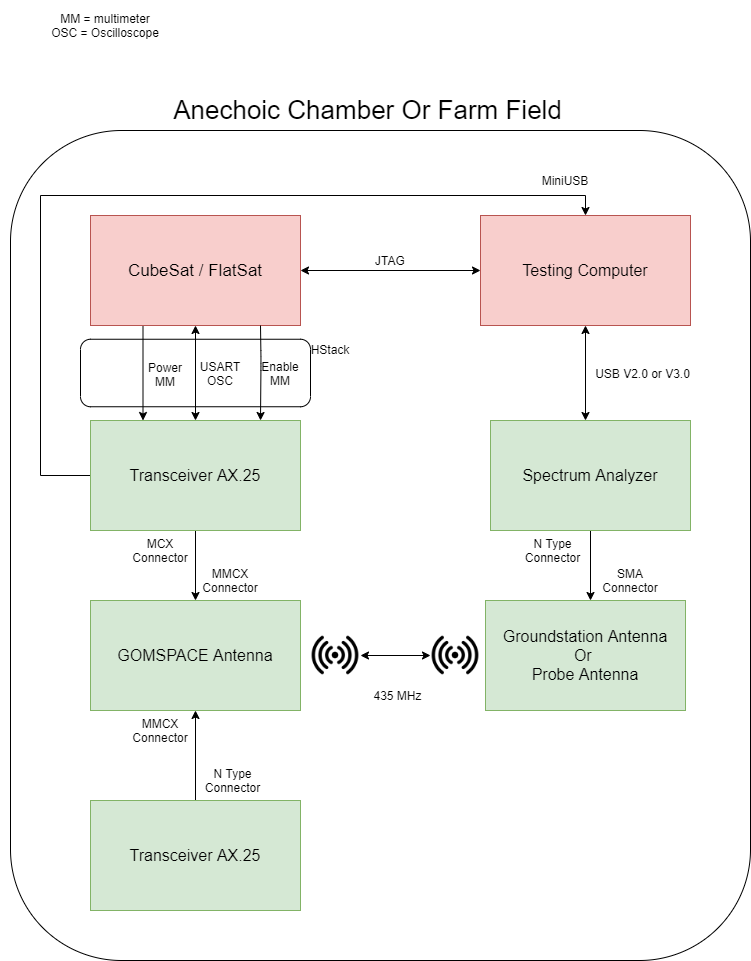 MM = multimeter
OSC = Oscilloscope
Anechoic Chamber Or Farm Field
MiniUSB
CubeSat / FlatSat
JTAG
Testing Computer
HStack
Power
MM
USART
OSC
Enable
MM
USB V2.0 or V3.0
Transceiver AX.25
Spectrum Analyzer
MCX
Connector
MMCX
Connector
N Type
Connector
SMA
Connector
GOMSPACE Antenna
435 MHz
Groundstation Antenna
Or
Probe Antenna
MMCX
Connector
N Type
Connector
Transceiver AX.25